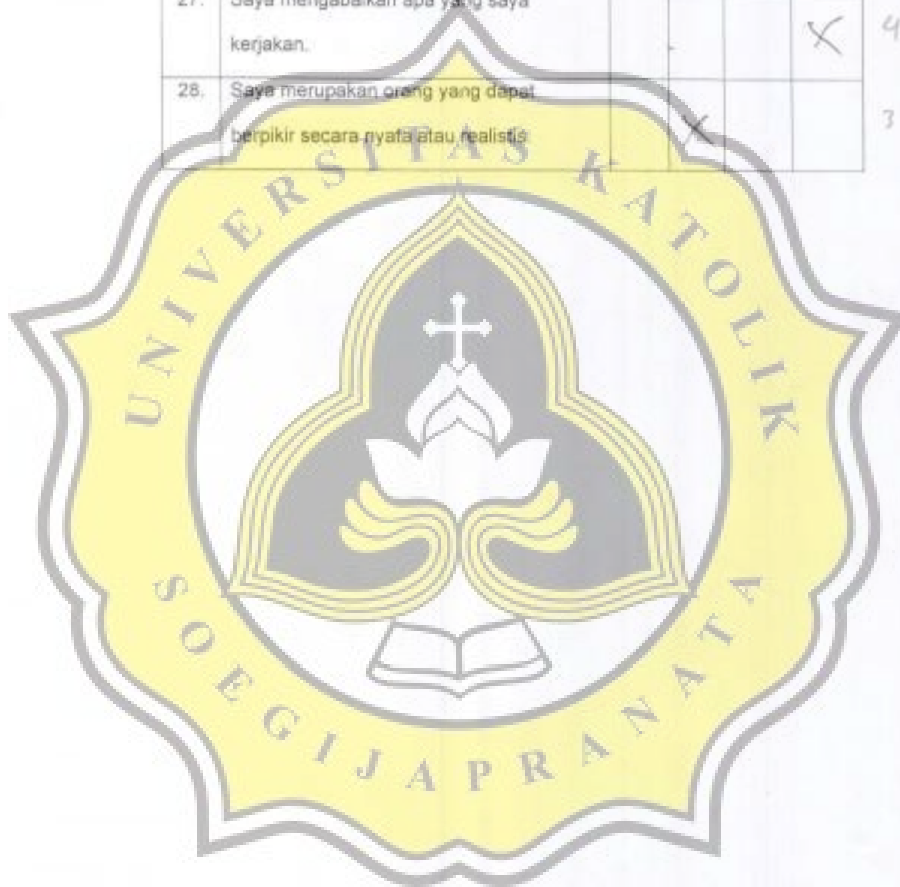 27. Saya mengabaikan apa yang saya
kerjakan. X 4
28. Saya merupakan orang yang dapat
berpikir secara nyata atau realistis X 3
UNIVERSITAS KATOLIK
SOEGIJAPRANATA